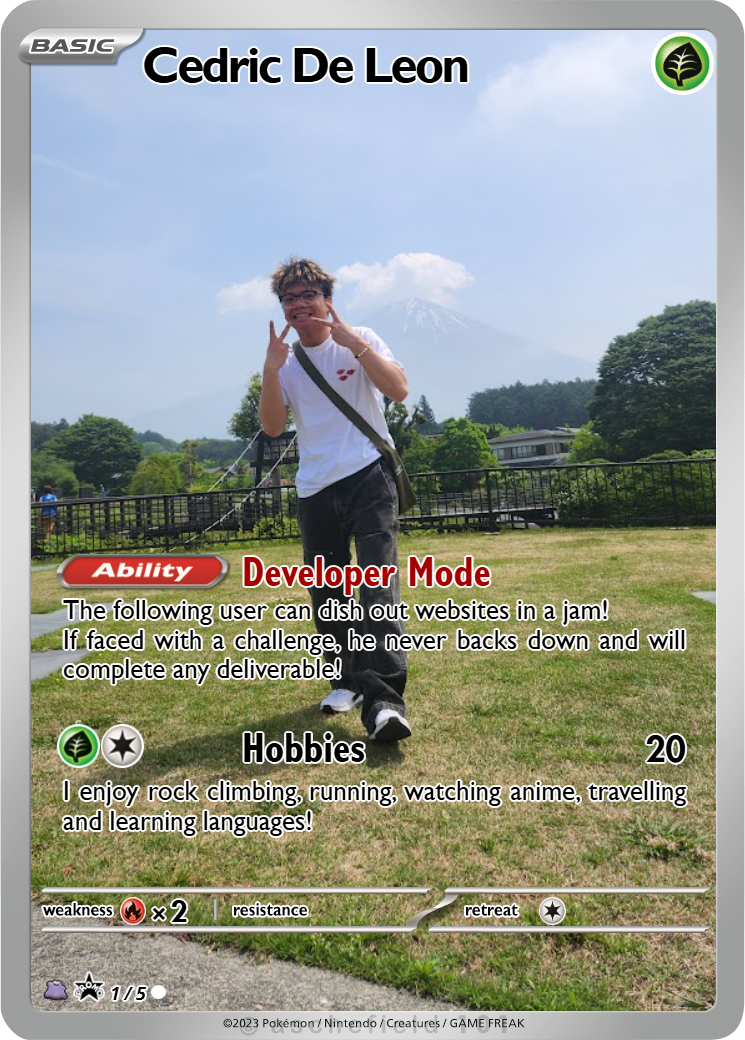 BASIC
Cedric De Leon
Ability Developer Mode
The following user can dish out websites in a jam!
If faced with a challenge, he never backs down and will
complete any deliverable!
Hobbies 20
I enjoy rock climbing, running, watching anime, travelling
and learning languages!
weakness × 2 resistance retreat
PROMO 1/5
©2023 Pokémon / Nintendo / Creatures / GAME FREAK